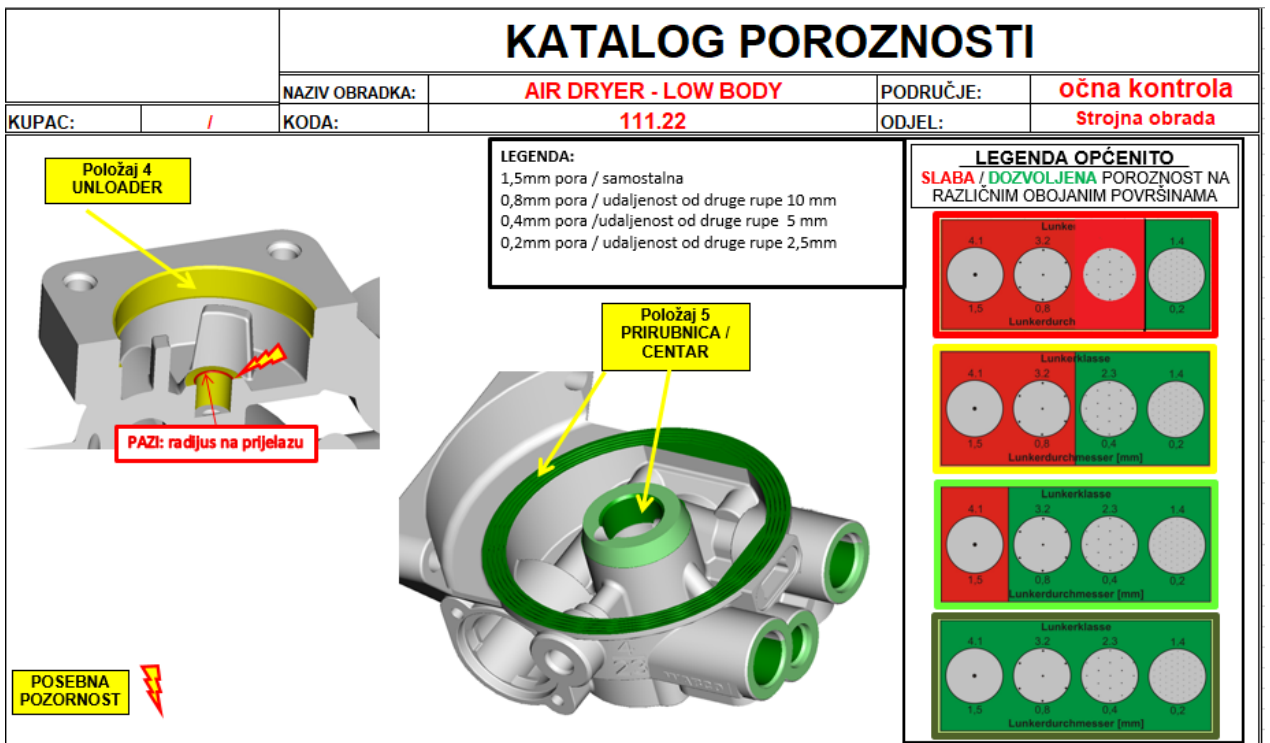 KATALOG POROZNOSTI
NAZIV OBRADKA:
AIR DRYER - LOW BODY
PODRUČJE:
očna kontrola
KUPAC:
/
KODA:
111.22
ODJEL:
Strojna obrada
Položaj 4
UNLOADER
PAZI: radijus na prijelazu
LEGENDA:
1,5mm pora / samostalna
0,8mm pora / udaljenost od druge rupe 10 mm
0,4mm pora /udaljenost od druge rupe 5 mm
0,2mm pora / udaljenost od druge rupe 2,5mm
Položaj 5
PRIRUBNICA /
CENTAR
POSEBNA
POZORNOST
LEGENDA OPĆENITO
SLABA / DOZVOLJENA POROZNOST NA
RAZLIČNIM OBOJANIM POVRŠINAMA
Lunke
4.1 3.2 1.4
1,5 0,8 0,2
Lunkerdurch
Lunkerklasse
4.1 3.2 2.3 1.4
1,5 0,8 0,4 0,2
Lunkerdurchmesser [mm]
Lunkerklasse
4.1 3.2 2.3 1.4
1,5 0,8 0,4 0,2
Lunkerdurchmesser [mm]
Lunkerklasse
4.1 3.2 2.3 1.4
1,5 0,8 0,4 0,2
Lunkerdurchmesser [mm]